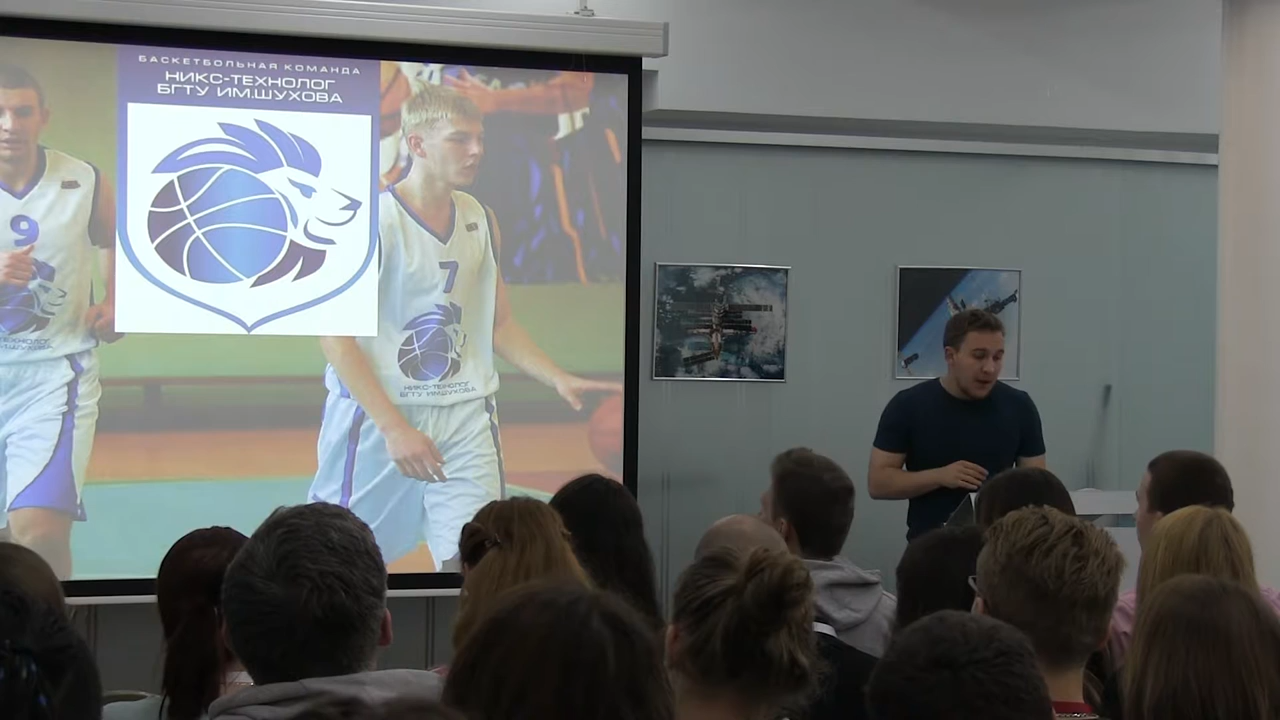 БАСКЕТБОЛЬНАЯ КОМАНДА
НИКС-ТЕХНОЛОГ
БГТУ ИМ.ШУХОВА
9
7
НИКС-ТЕХНОЛОГ
БГТУ ИМ.ШУХОВА